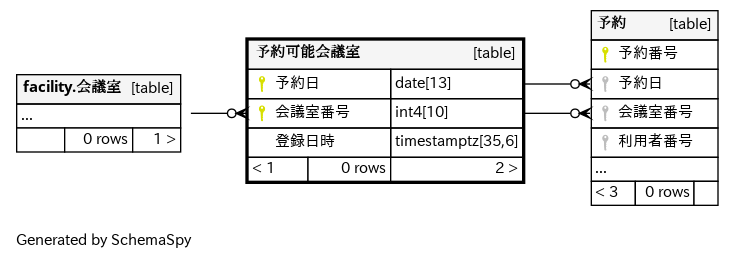 facility.会議室 [table]
...
0 rows 1 >
予約可能会議室 [table]
予約日 date[13]
会議室番号 int4[10]
登録日時 timestamptz[35,6]
< 1 0 rows 2 >
予約 [table]
予約番号
予約日
会議室番号
利用者番号
...
< 3 0 rows
Generated by SchemaSpy